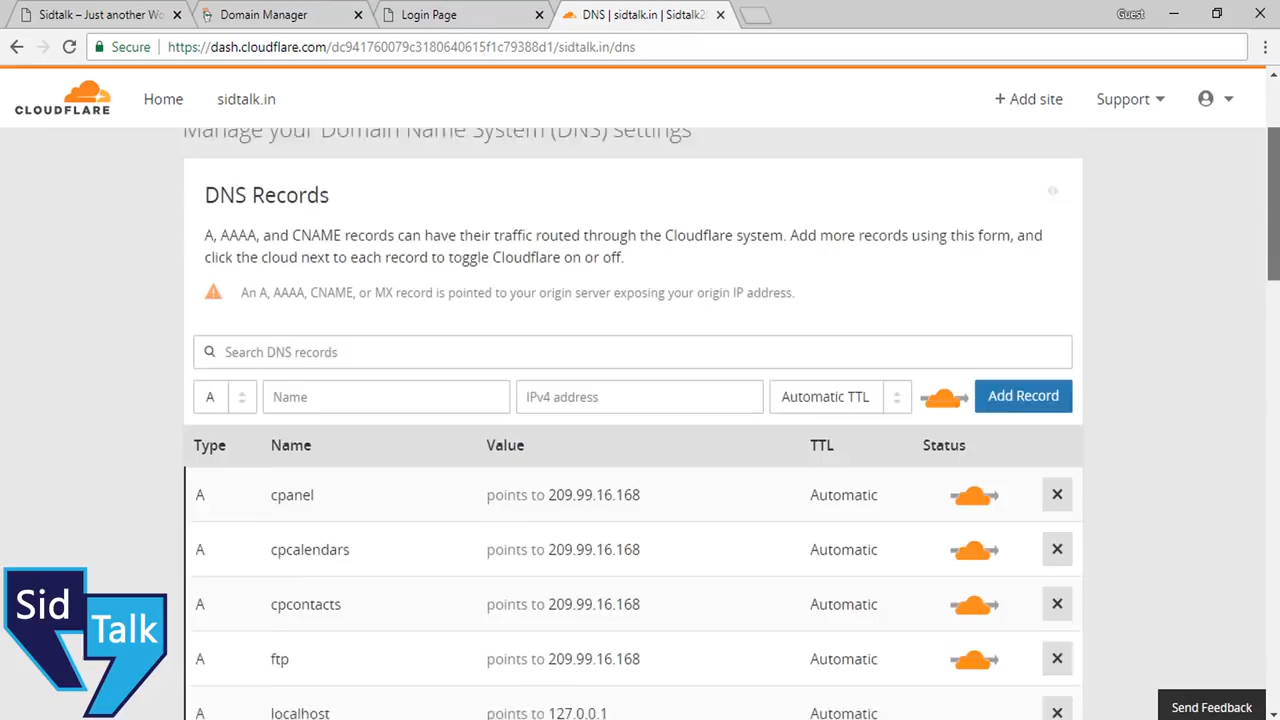 Sidtalk – Just another Wo
Domain Manager
Login Page
DNS | sidtalk.in | Sidtalk20
Guest
Secure
https://dash.cloudflare.com/dc941760079c3180640615f1c79388d1/sidtalk.in/dns
CLOUDFLARE
Home
sidtalk.in
+ Add site
Support
Manage your Domain Name System (DNS) settings
DNS Records
A, AAAA, and CNAME records can have their traffic routed through the Cloudflare system. Add more records using this form, and
click the cloud next to each record to toggle Cloudflare on or off.
An A, AAAA, CNAME, or MX record is pointed to your origin server exposing your origin IP address.
Search DNS records
A Name IPv4 address Automatic TTL Add Record
Type Name Value TTL Status
A cpanel points to 209.99.16.168 Automatic
A cpcalendars points to 209.99.16.168 Automatic
A cpcontacts points to 209.99.16.168 Automatic
A ftp points to 209.99.16.168 Automatic
A localhost points to 127.0.0.1
Sid
Talk
Send Feedback